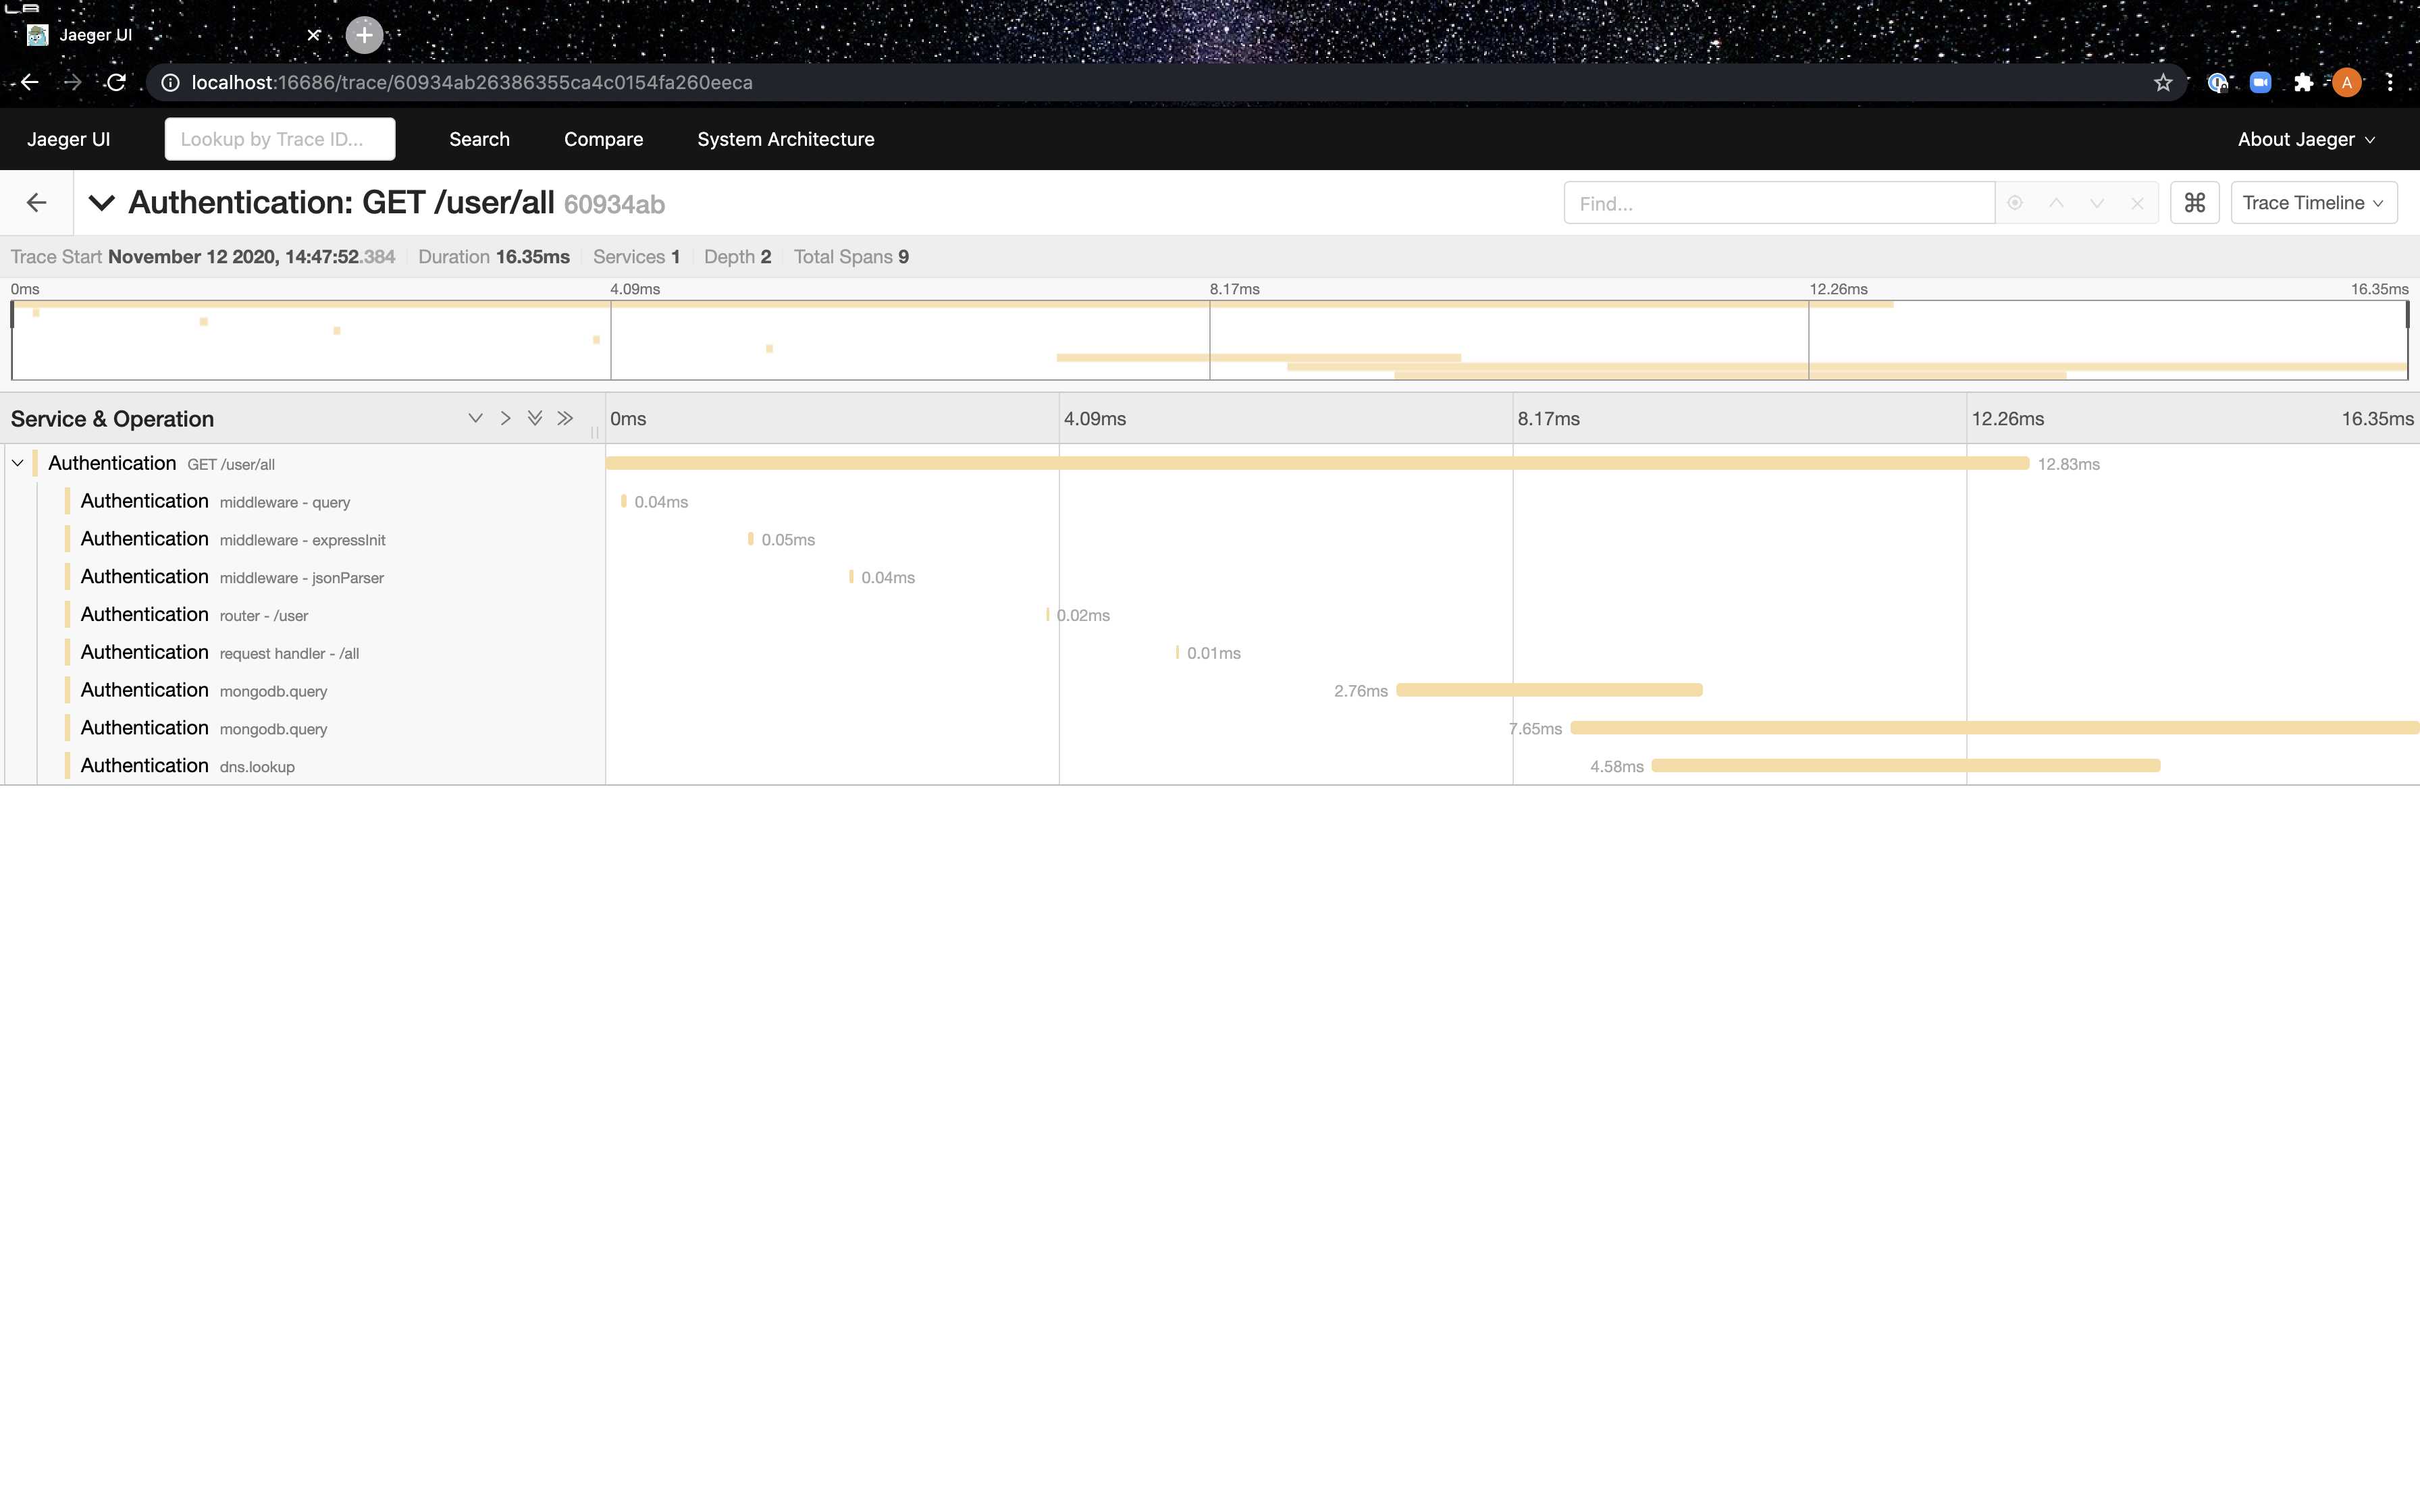 Jaeger UI
localhost:16686/trace/60934ab26386355ca4c0154fa260eeca
A
Jaeger UI Lookup by Trace ID... Search Compare System Architecture About Jaeger
Authentication: GET /user/all 60934ab Find... Trace Timeline
Trace Start November 12 2020, 14:47:52.384 Duration 16.35ms Services 1 Depth 2 Total Spans 9
0ms 4.09ms 8.17ms 12.26ms 16.35ms
Service & Operation 0ms 4.09ms 8.17ms 12.26ms 16.35ms
Authentication GET /user/all 12.83ms
Authentication middleware - query 0.04ms
Authentication middleware - expressInit 0.05ms
Authentication middleware - jsonParser 0.04ms
Authentication router - /user 0.02ms
Authentication request handler - /all 0.01ms
Authentication mongodb.query 2.76ms
Authentication mongodb.query 7.65ms
Authentication dns.lookup 4.58ms